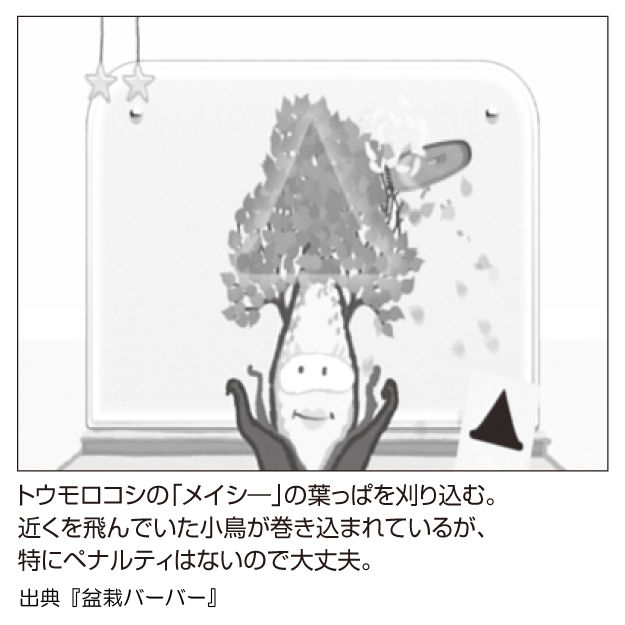 トウモロコシの「メイシー」の葉っぱを刈り込む。
近くを飛んでいた小鳥が巻き込まれているが、
特にペナルティはないので大丈夫。
出典『盆栽バーバー』